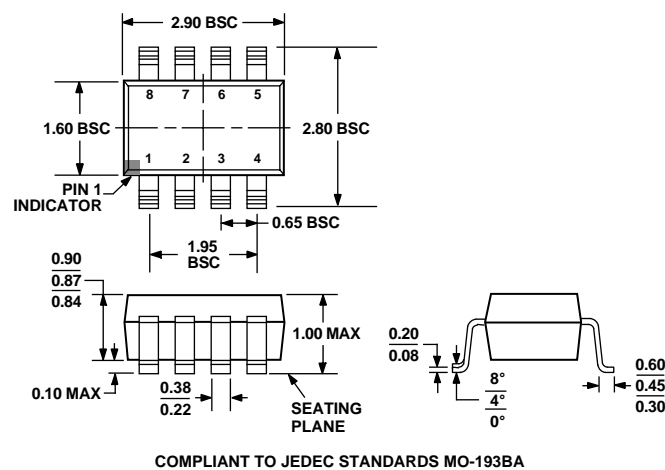 2.90 BSC
8 7 6 5
1.60 BSC
2.80 BSC
1 2 3 4
PIN 1
INDICATOR
0.65 BSC
1.95
BSC
0.90
0.87
0.84
1.00 MAX
0.10 MAX
0.38
0.22
SEATING
PLANE
0.20
0.08
8°
4°
0°
0.60
0.45
0.30
COMPLIANT TO JEDEC STANDARDS MO-193BA